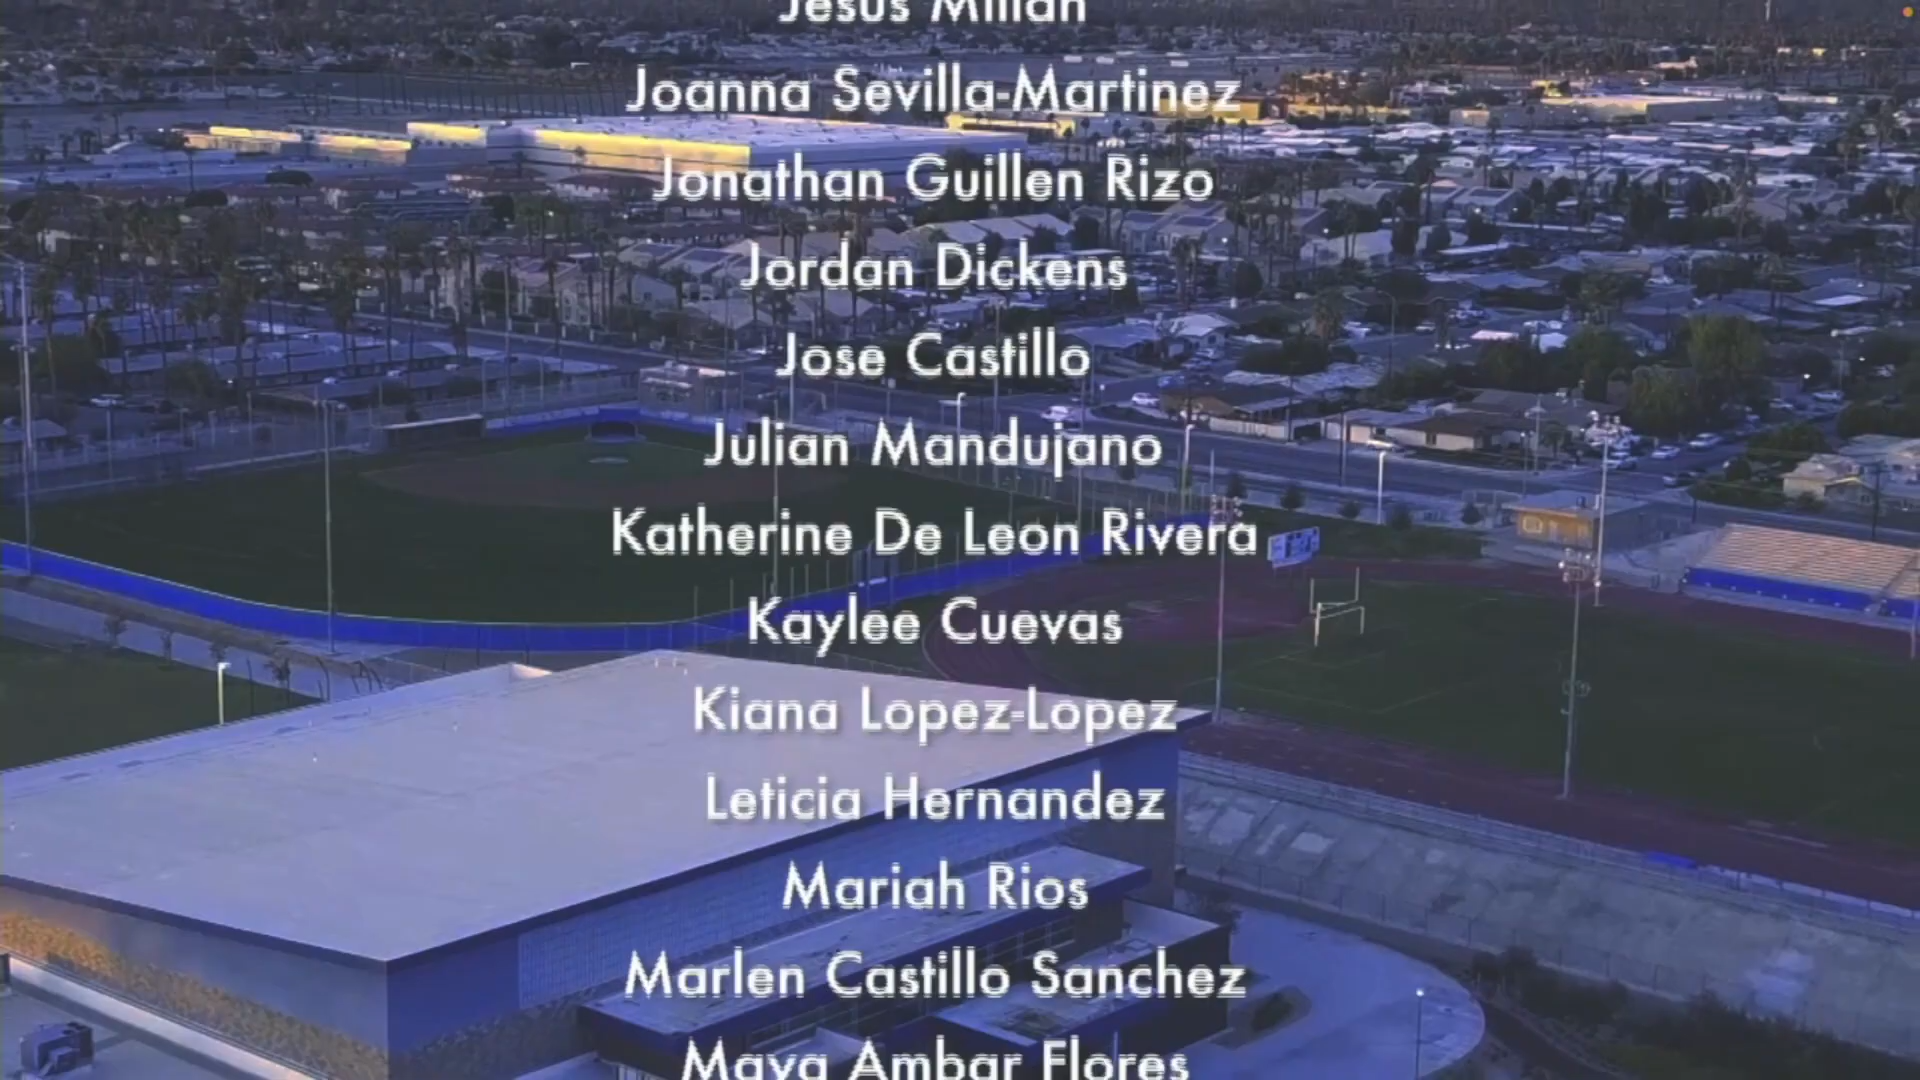 Jesus Millan
Joanna Sevilla-Martinez
Jonathan Guillen Rizo
Jordan Dickens
Jose Castillo
Julian Mandujano
Katherine De Leon Rivera
Kaylee Cuevas
Kiana Lopez-Lopez
Leticia Hernandez
Mariah Rios
Marlen Castillo Sanchez
Maya Ambar Flores